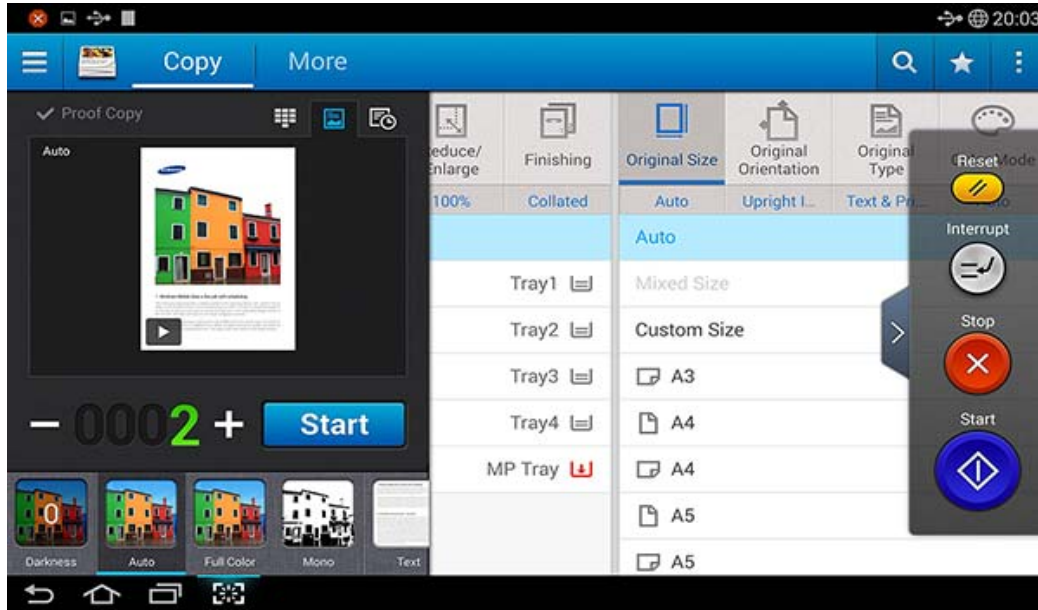 20:03
Copy
More
Proof Copy
Auto
0002
Start
Darkness
0
Auto
Full Color
Mono
Text
educe/
Enlarge
100%
Finishing
Collated
Tray1
Tray2
Tray3
Tray4
MP Tray
Original Size
Auto
Original
Orientation
Upright I...
Original
Type
Text & Pri...
Mode
Auto
Mixed Size
Custom Size
A3
A4
A4
A5
A5
Reset
Interrupt
Stop
Start